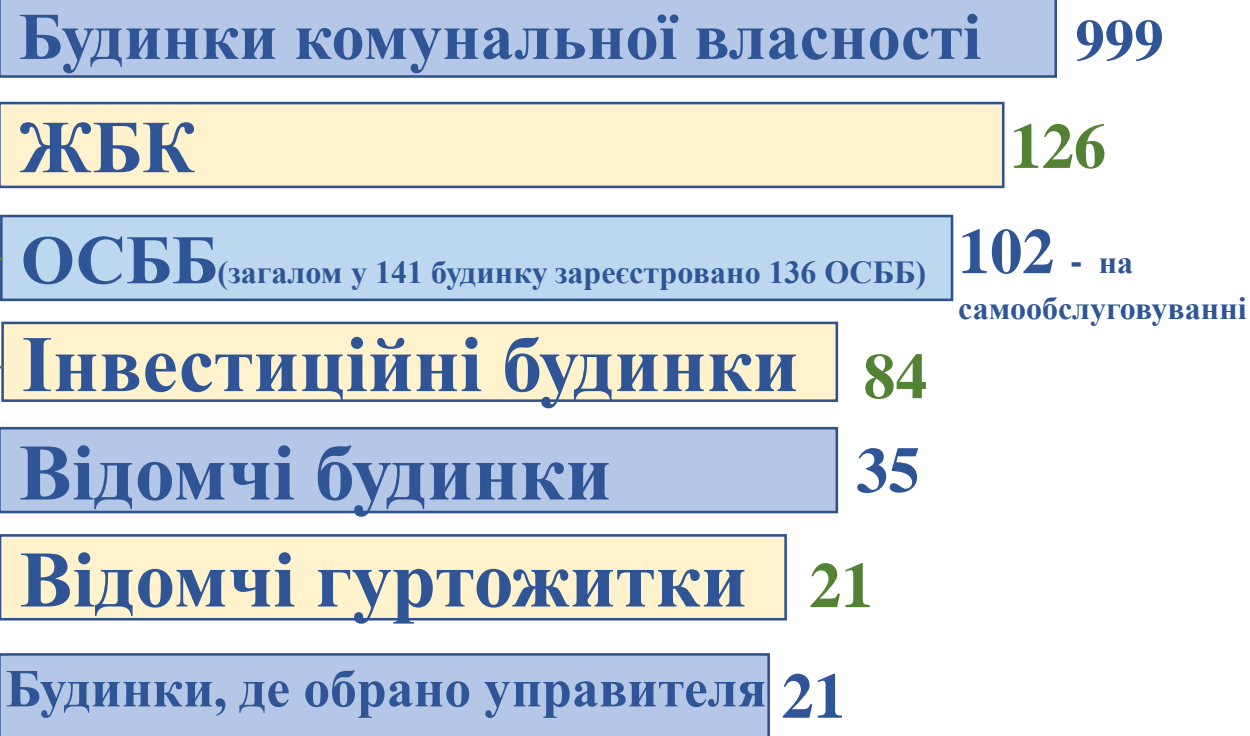 Будинки комунальної власності 999
ЖБК 126
ОСББ(загалом у 141 будинку зареєстровано 136 ОСББ) 102 - на
самообслуговуванні
Інвестиційні будинки 84
Відомчі будинки 35
Відомчі гуртожитки 21
Будинки, де обрано управителя 21